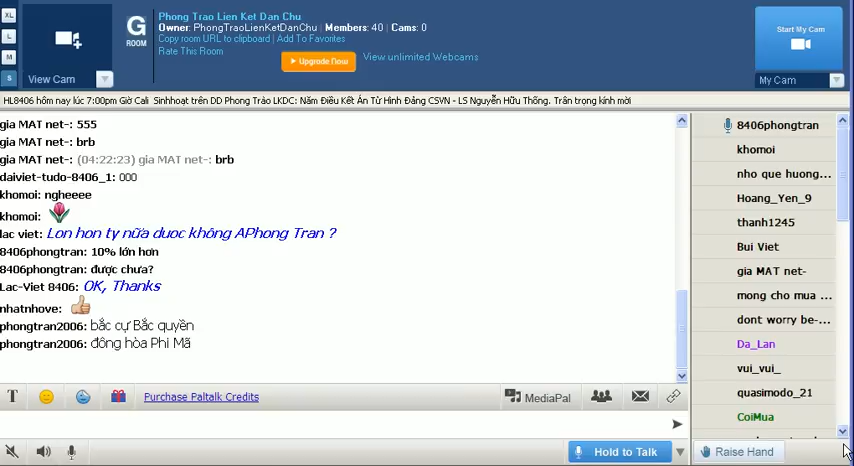 XL
L
M
S
View Cam
G
ROOM
Phong Trao Lien Ket Dan Chu
Owner: PhongTraoLienKetDanChu | Members: 40 | Cams: 0
Copy room URL to clipboard | Add To Favorites
Rate This Room
Upgrade Now
View unlimited Webcams
Start My Cam
My Cam
HL8406 hôm nay lúc 7:00pm Giờ Cali Sinhhoạt trên DD Phong Trào LKDC: Năm Điều Kết Án Tử Hình Đảng CSVN - LS Nguyễn Hữu Thống. Trân trọng kính mời
gia MAT net-: 555
gia MAT net-: brb
gia MAT net-: (04:22:23) gia MAT net-: brb
daiviet-tudo-8406_1: 000
khomoi: ngheeee
khomoi:
lac viet: Lon hon ty nữa duoc không APhong Tran ?
8406phongtran: 10% lớn hơn
8406phongtran: được chưa?
Lac-Viet 8406: OK, Thanks
nhatnhove:
phongtran2006: bắc cự Bắc quyền
phongtran2006: đông hòa Phi Mã
T
Purchase Paltalk Credits
MediaPal
Hold to Talk
8406phongtran
khomoi
nho que huong...
Hoang_Yen_9
thanh1245
Bui Viet
gia MAT net-
mong cho mua ...
dont worry be-...
Da_Lan
vui_vui_
quasimodo_21
CoiMua
Raise Hand